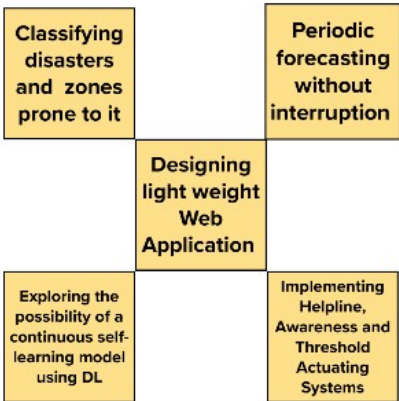 Classifying
disasters
and zones
prone to it
Periodic
forecasting
without
interruption
Designing
light weight
Web
Application
Exploring the
possibility of a
continuous self-
learning model
using DL
Implementing
Helpline,
Awareness and
Threshold
Actuating
Systems